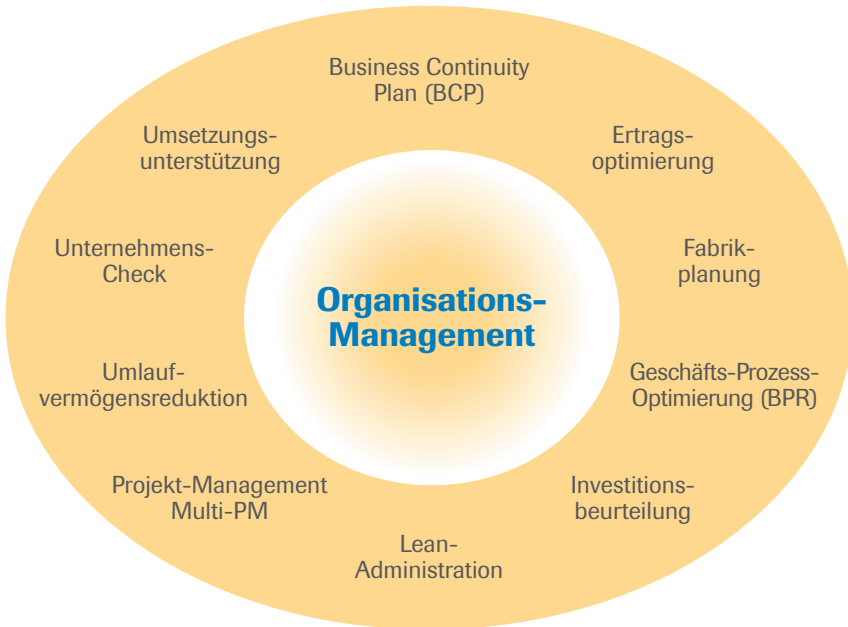 Business Continuity
Plan (BCP)
Umsetzungs-
unterstützung
Ertrags-
optimierung
Unternehmens-
Check
Fabrik-
planung
Organisations-
Management
Umlauf-
vermögensreduktion
Geschäfts-Prozess-
Optimierung (BPR)
Projekt-Management
Multi-PM
Investitions-
beurteilung
Lean-
Administration